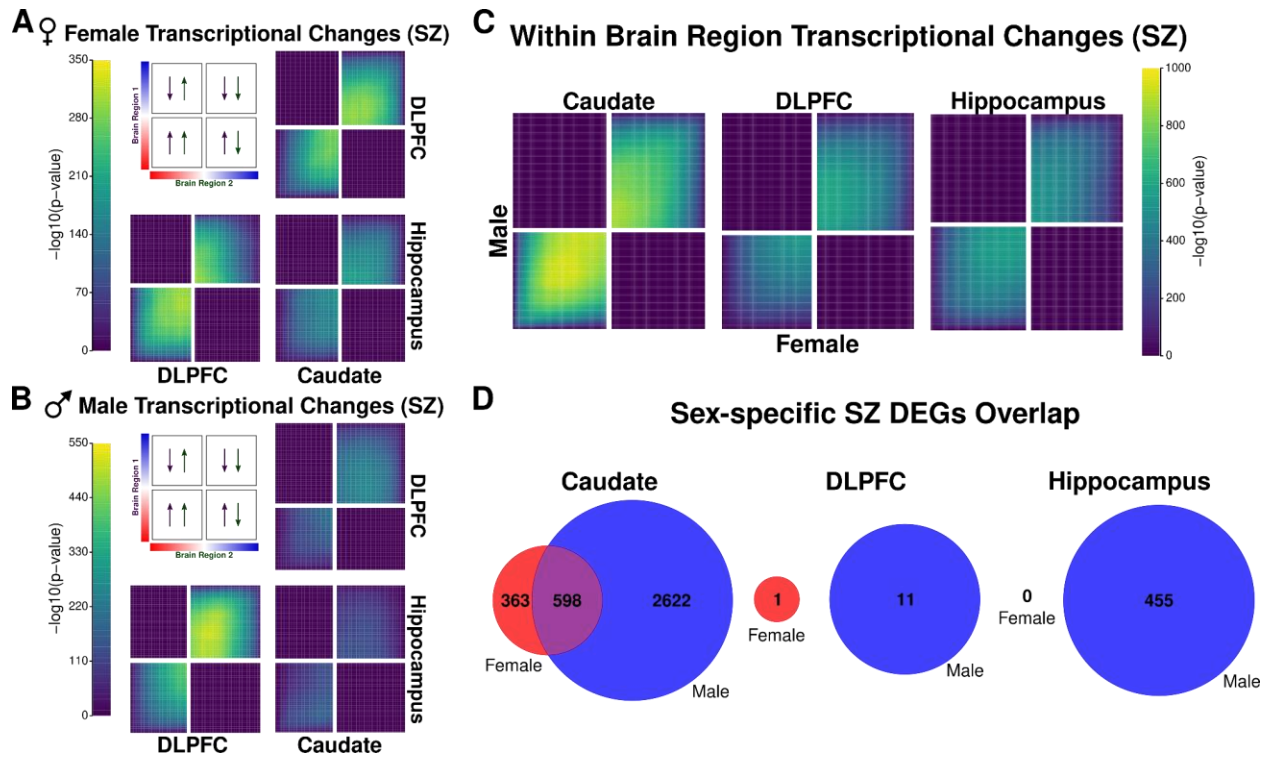 A ♀ Female Transcriptional Changes (SZ)
350
280
210
140
70
0
−log10(p−value)
Brain Region 1
Brain Region 2
DLPFC
Hippocampus
DLPFC
Caudate
B ♂ Male Transcriptional Changes (SZ)
550
440
330
220
110
0
−log10(p−value)
Brain Region 1
Brain Region 2
DLPFC
Hippocampus
DLPFC
Caudate
C Within Brain Region Transcriptional Changes (SZ)
Caudate
DLPFC
Hippocampus
Male
Female
1000
800
600
400
200
0
−log10(p−value)
D Sex-specific SZ DEGs Overlap
Caudate
DLPFC
Hippocampus
363
598
2622
Female
Male
1
Female
11
Male
0
Female
455
Male